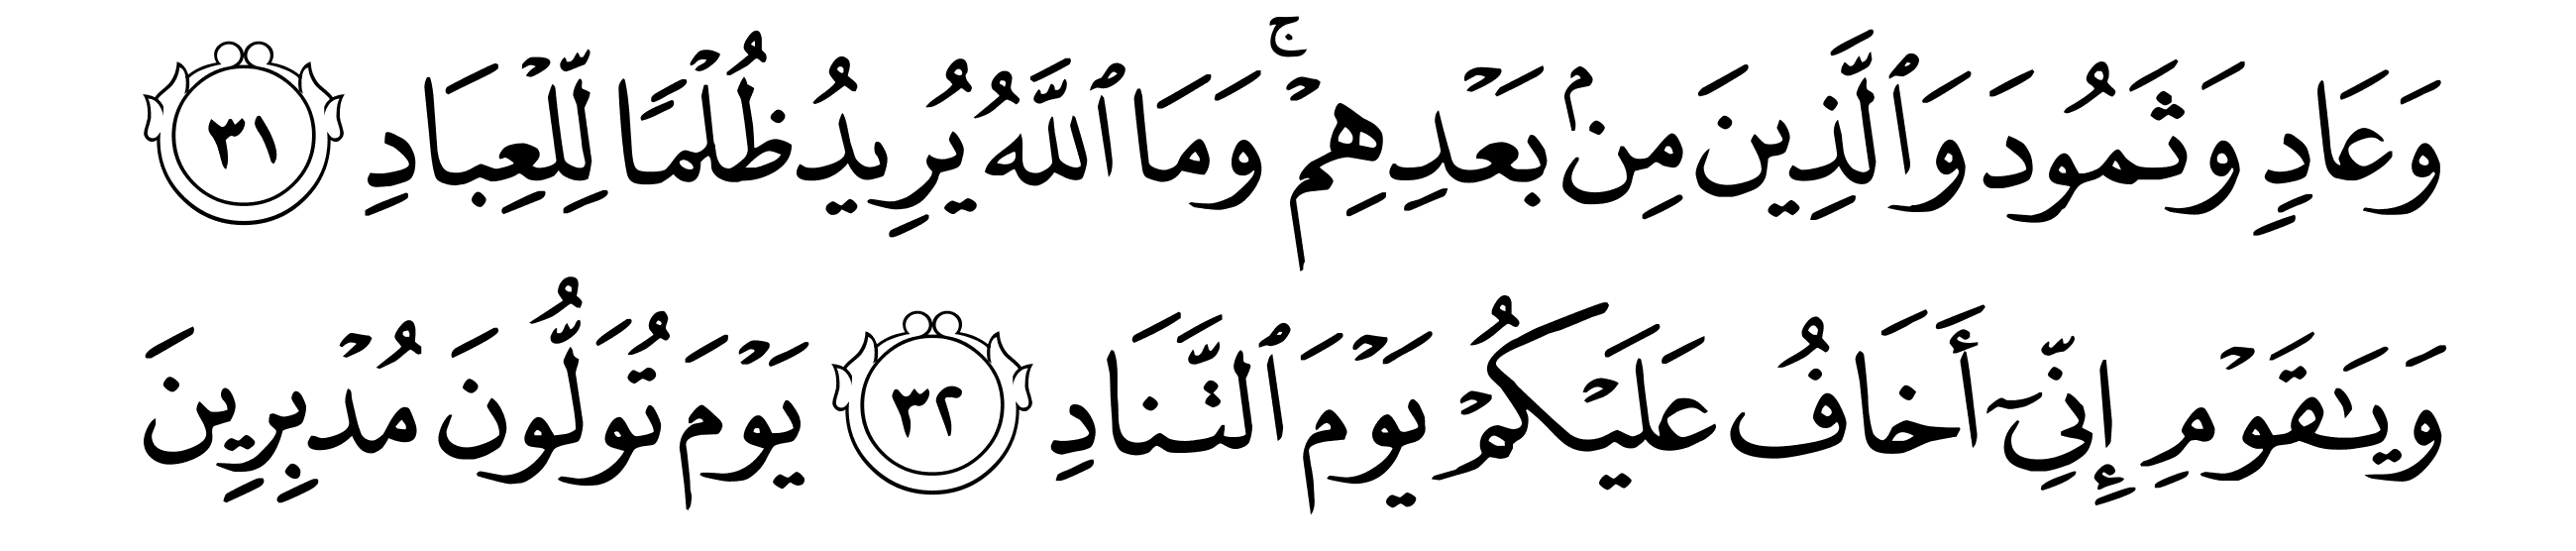 وَعَادٖ وَثَمُودَ وَٱلَّذِينَ مِنۢ بَعۡدِهِمۡۚ وَمَا ٱللَّهُ يُرِيدُ ظُلۡمٗا لِّلۡعِبَادِ ٣١
وَيَٰقَوۡمِ إِنِّيٓ أَخَافُ عَلَيۡكُمۡ يَوۡمَ ٱلتَّنَادِ ٣٢ يَوۡمَ تُوَلُّونَ مُدۡبِرِينَ